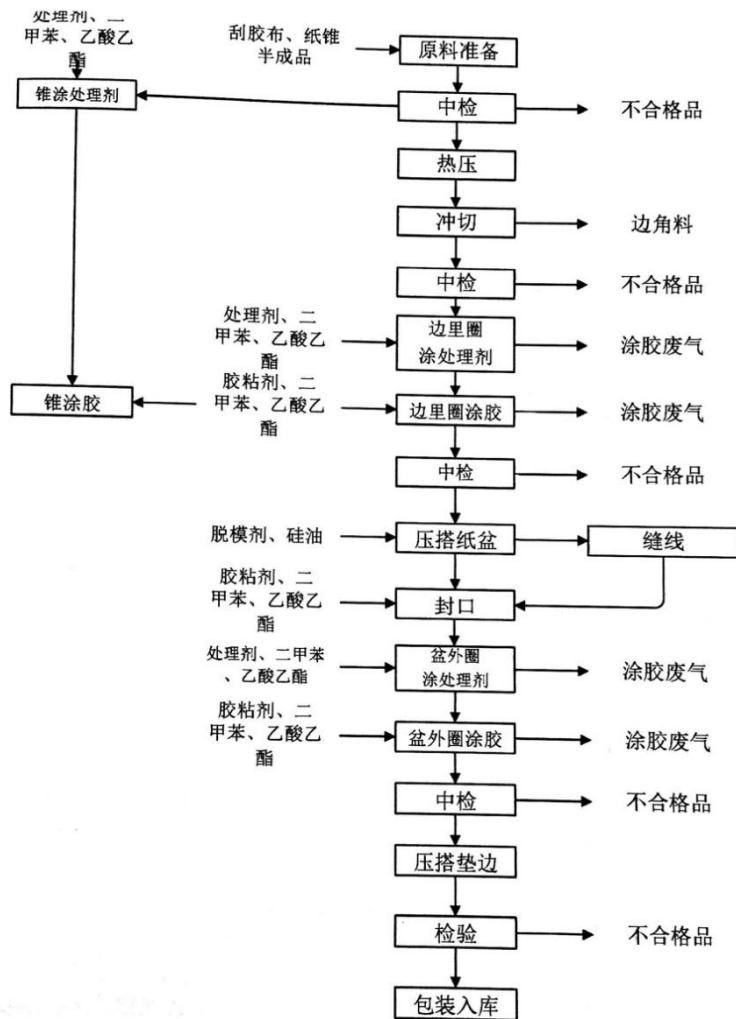 处理剂、二
甲苯、乙酸乙
酯
刮胶布、纸锥
半成品
原料准备
锥涂处理剂
中检
不合格品
热压
冲切
边角料
中检
不合格品
处理剂、二
甲苯、乙酸乙
酯
边里圈
涂处理剂
涂胶废气
锥涂胶
胶粘剂、二
甲苯、乙酸乙
酯
边里圈涂胶
涂胶废气
中检
不合格品
脱模剂、硅油
压搭纸盆
缝线
胶粘剂、二
甲苯、乙酸乙
酯
封口
处理剂、二甲苯
、乙酸乙酯
盆外圈
涂处理剂
涂胶废气
胶粘剂、二
甲苯、乙酸乙
酯
盆外圈涂胶
涂胶废气
中检
不合格品
压搭垫边
检验
不合格品
包装入库